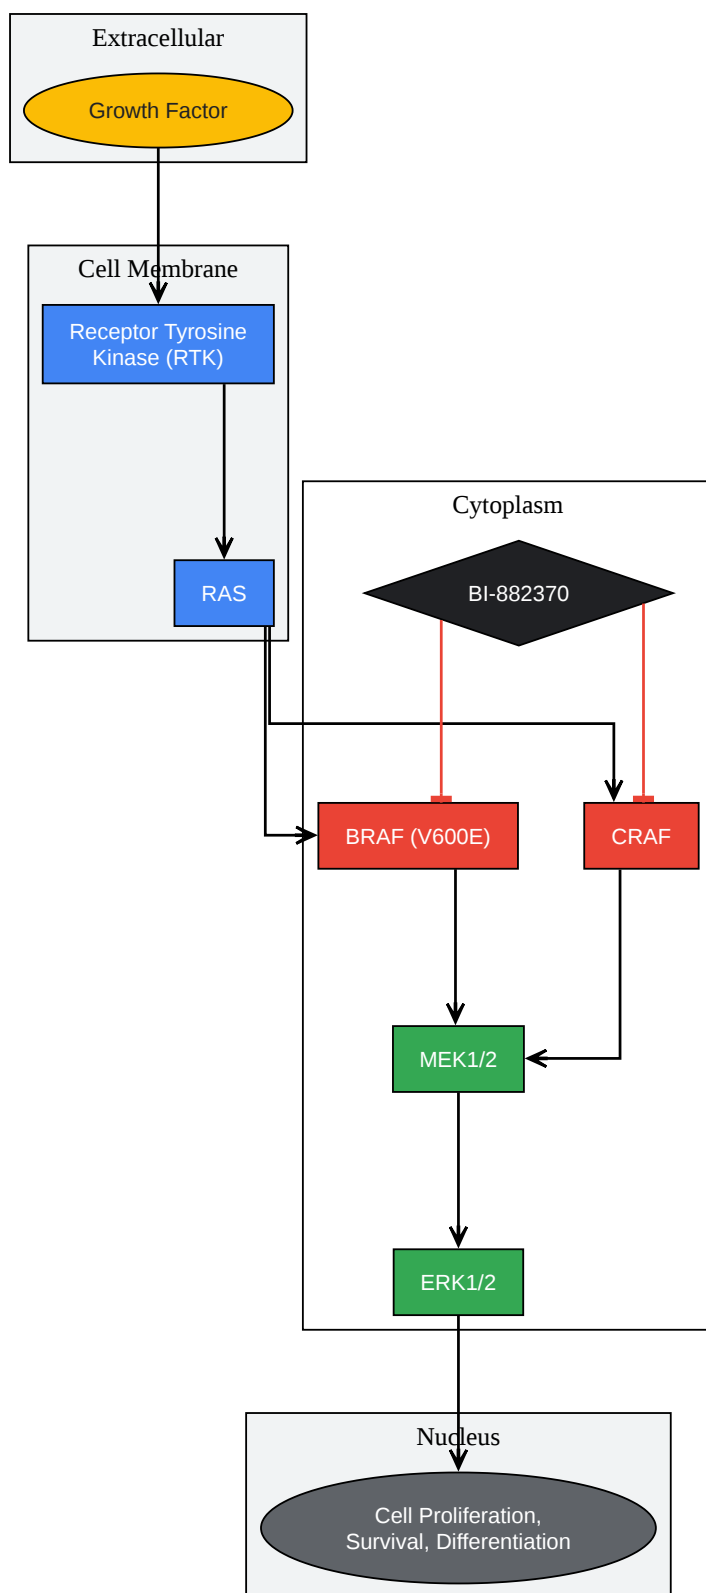 Extracellular
Growth Factor
Cell Membrane
Receptor Tyrosine
Kinase (RTK)
RAS
Cytoplasm
BI-882370
BRAF (V600E)
CRAF
MEK1/2
ERK1/2
Nucleus
Cell Proliferation,
Survival, Differentiation